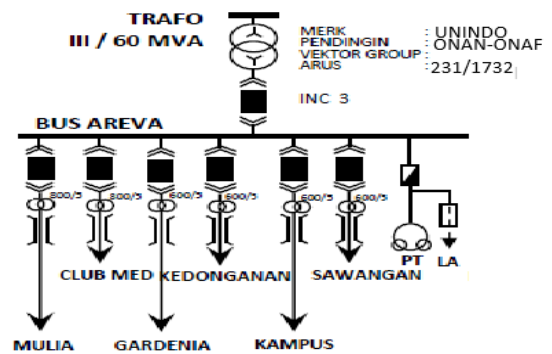 TRAFO
III / 60 MVA
MERK : UNINDO
PENDINGIN : ONAN-ONAF
VEKTOR GROUP :
ARUS : 231/1732
INC 3
BUS AREVA
800/5 800/5 600/5 600/5 600/5 600/5
CLUB MED KEDONGANAN SAWANGAN PT LA
MULIA GARDENIA KAMPUS